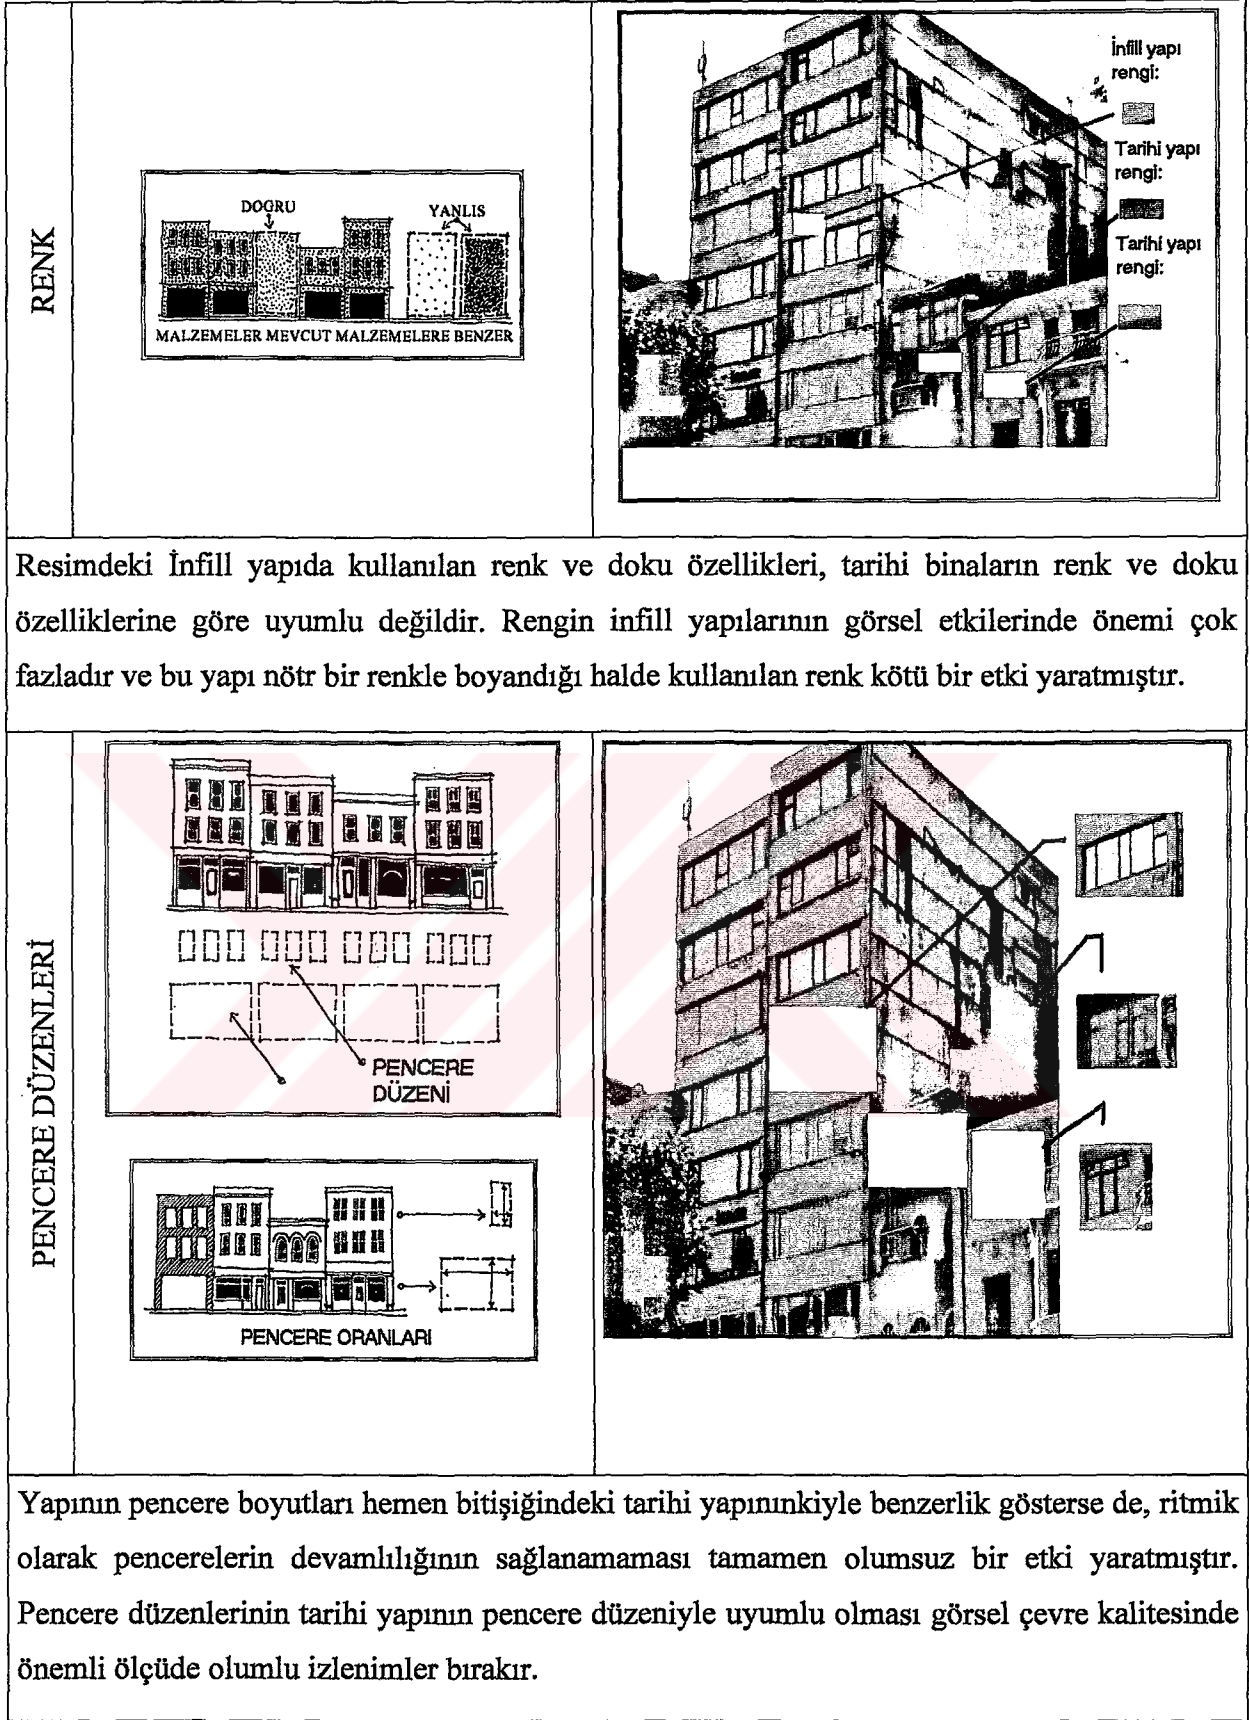 RENK
DOGRU
YANLIS
MALZEMELER MEVCUT MALZEMELERE BENZER
İnfill yapı
rengi:
Tarihi yapı
rengi:
Tarihi yapı
rengi:
Resimdeki İnfill yapıda kullanılan renk ve doku özellikleri, tarihi binaların renk ve doku
özelliklerine göre uyumlu değildir. Rengin infill yapılarının görsel etkilerinde önemi çok
fazladır ve bu yapı nötr bir renkle boyandığı halde kullanılan renk kötü bir etki yaratmıştır.
PENCERE DÜZENLERİ
PENCERE
DÜZENİ
PENCERE ORANLARI
Yapının pencere boyutları hemen bitişiğindeki tarihi yapınınkiyle benzerlik gösterse de, ritmik
olarak pencerelerin devamlılığının sağlanamaması tamamen olumsuz bir etki yaratmıştır.
Pencere düzenlerinin tarihi yapının pencere düzeniyle uyumlu olması görsel çevre kalitesinde
önemli ölçüde olumlu izlenimler bırakır.